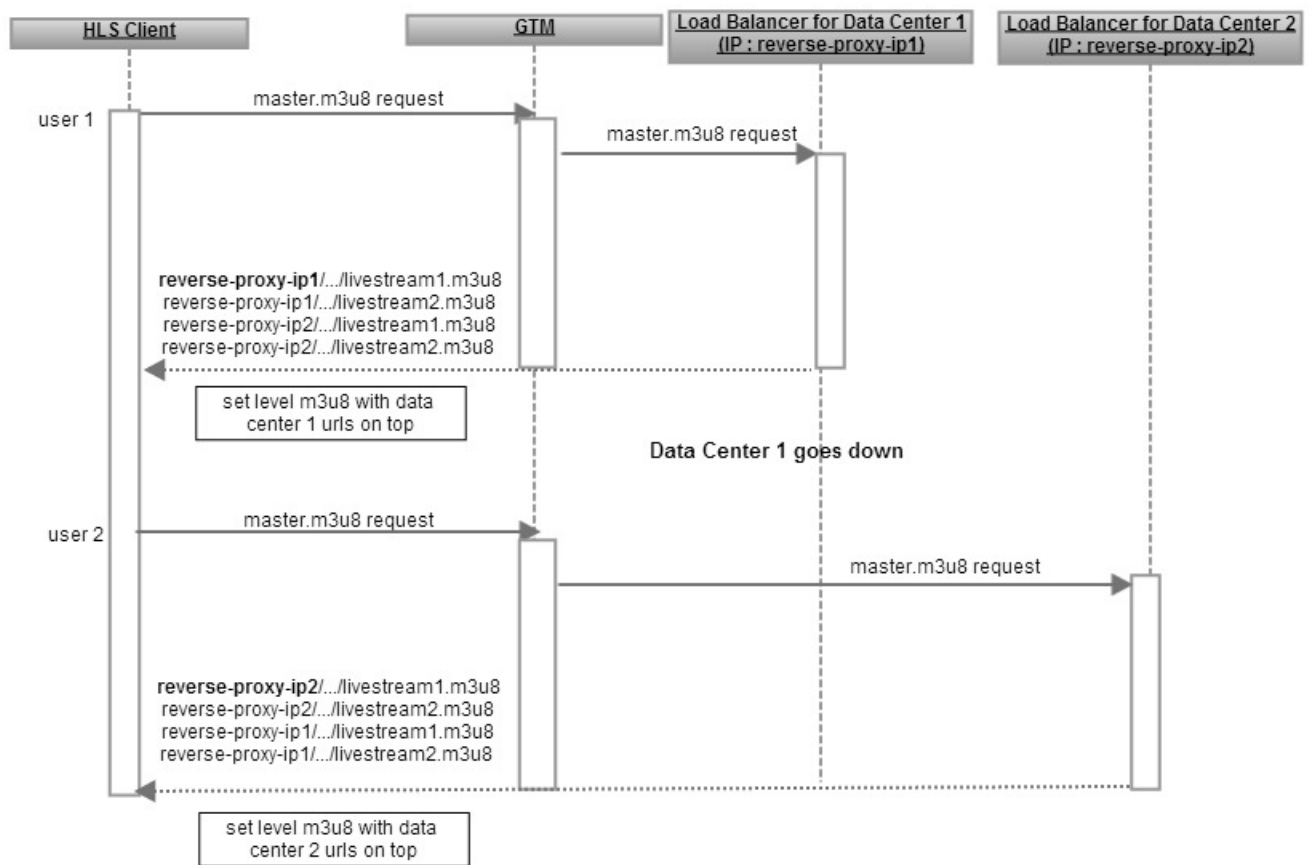 HLS Client
GTM
Load Balancer for Data Center 1
(IP : reverse-proxy-ip1)
Load Balancer for Data Center 2
(IP : reverse-proxy-ip2)
user 1
master.m3u8 request
master.m3u8 request
reverse-proxy-ip1/.../livestream1.m3u8
reverse-proxy-ip1/.../livestream2.m3u8
reverse-proxy-ip2/.../livestream1.m3u8
reverse-proxy-ip2/.../livestream2.m3u8
set level m3u8 with data
center 1 urls on top
Data Center 1 goes down
user 2
master.m3u8 request
master.m3u8 request
reverse-proxy-ip2/.../livestream1.m3u8
reverse-proxy-ip2/.../livestream2.m3u8
reverse-proxy-ip1/.../livestream1.m3u8
reverse-proxy-ip1/.../livestream2.m3u8
set level m3u8 with data
center 2 urls on top